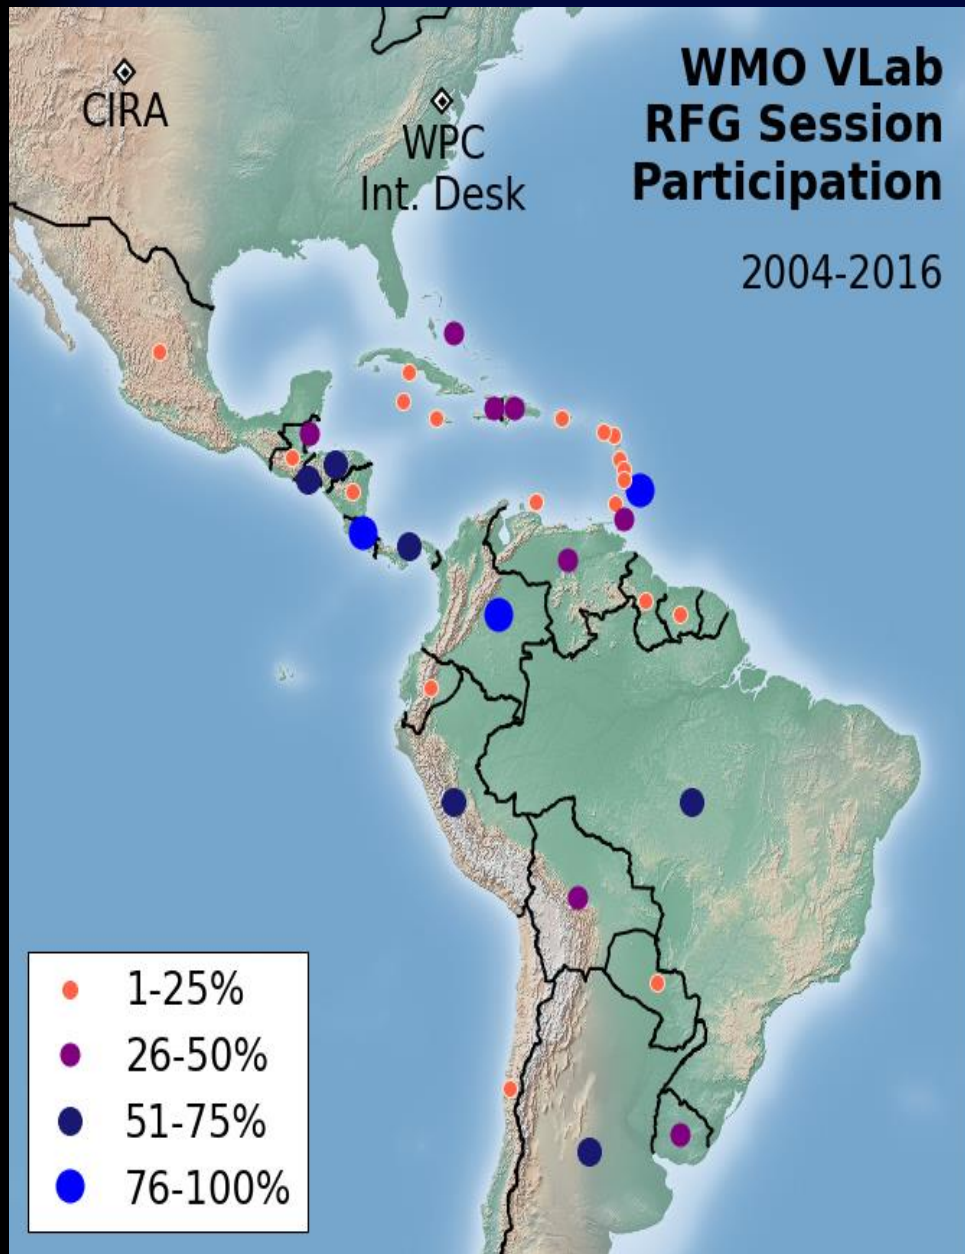 WMO VLab
RFG Session
Participation
2004-2016
CIRA
WPC
Int. Desk
1-25%
26-50%
51-75%
76-100%